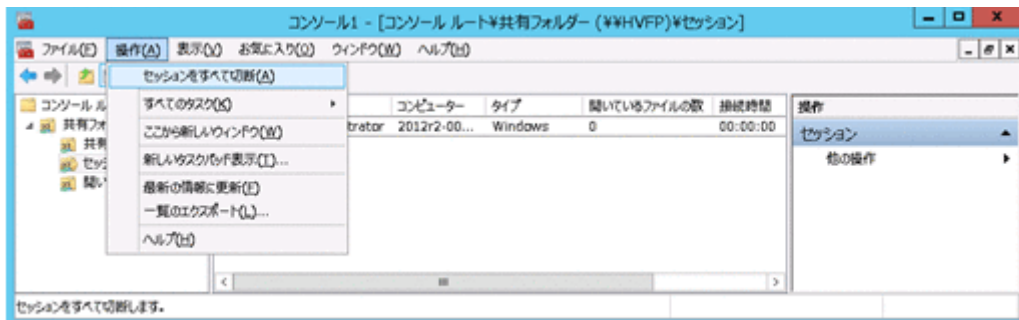 コンソール1 - [コンソール ルート¥共有フォルダー (¥¥HVFP)¥セッション]
ファイル(F) 操作(A) 表示(V) お気に入り(O) ウィンドウ(W) ヘルプ(H)
セッションをすべて切断(A)
すべてのタスク(K)
ここから新しいウィンドウ(W)
新しいタスクパッド表示(T)...
最新の情報に更新(F)
一覧のエクスポート(L)...
ヘルプ(H)
コンソール ル
共有フォ
共有
セッシ
開い
コンピューター タイプ 開いているファイルの数 接続時間
trator 2012r2-00... Windows 0 00:00:00
操作
セッション
他の操作
セッションをすべて切断します。